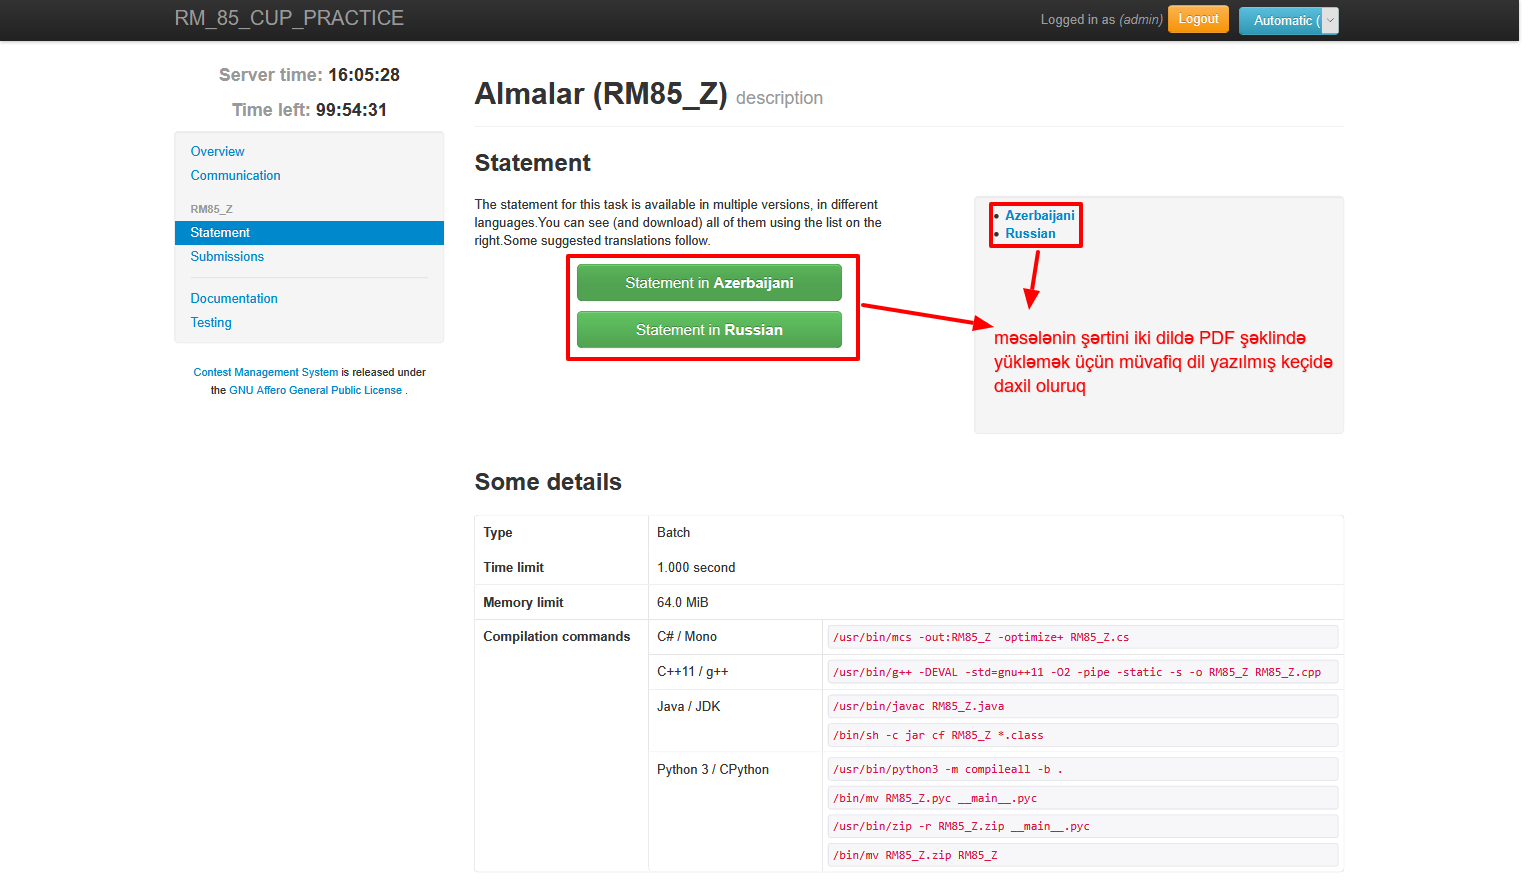 RM_85_CUP_PRACTICE
Logged in as (admin) Logout Automatic (
Server time: 16:05:28
Time left: 99:54:31
Overview
Communication
RM85_Z
Statement
Submissions
Documentation
Testing
Contest Management System is released under
the GNU Affero General Public License .
Almalar (RM85_Z) description
Statement
The statement for this task is available in multiple versions, in different
languages.You can see (and download) all of them using the list on the
right.Some suggested translations follow.
Statement in Azerbaijani
Statement in Russian
• Azerbaijani
• Russian
məsələnin şərtini iki dildə PDF şəklində
yükləmək üçün müvafiq dil yazılmış keçidə
daxil oluruq
Some details
Type Batch
Time limit 1.000 second
Memory limit 64.0 MiB
Compilation commands C# / Mono /usr/bin/mcs -out:RM85_Z -optimize+ RM85_Z.cs
C++11 / g++ /usr/bin/g++ -DEVAL -std=gnu++11 -O2 -pipe -static -s -o RM85_Z RM85_Z.cpp
Java / JDK /usr/bin/javac RM85_Z.java
/bin/sh -c jar cf RM85_Z *.class
Python 3 / CPython /usr/bin/python3 -m compileall -b .
/bin/mv RM85_Z.pyc __main__.pyc
/usr/bin/zip -r RM85_Z.zip __main__.pyc
/bin/mv RM85_Z.zip RM85_Z